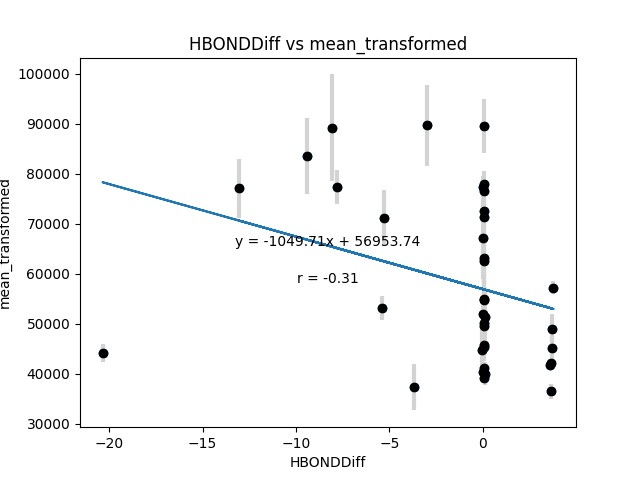 HBONDDiff vs mean_transformed
100000
90000
80000
70000
60000
50000
40000
30000
mean_transformed
y = -1049.71x + 56953.74
r = -0.31
−20
−15
−10
−5
0
HBONDDiff